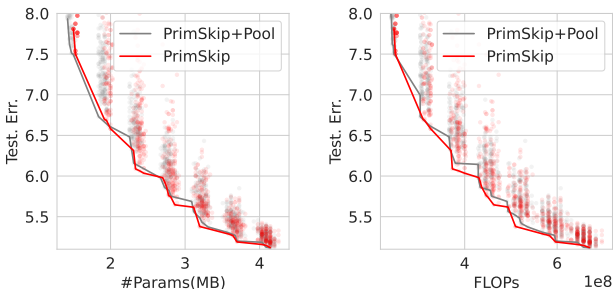 8.0
7.5
7.0
6.5
6.0
5.5
Test. Err.
PrimSkip+Pool
PrimSkip
2
3
4
#Params(MB)
8.0
7.5
7.0
6.5
6.0
5.5
Test. Err.
PrimSkip+Pool
PrimSkip
4
6
1e8
FLOPs